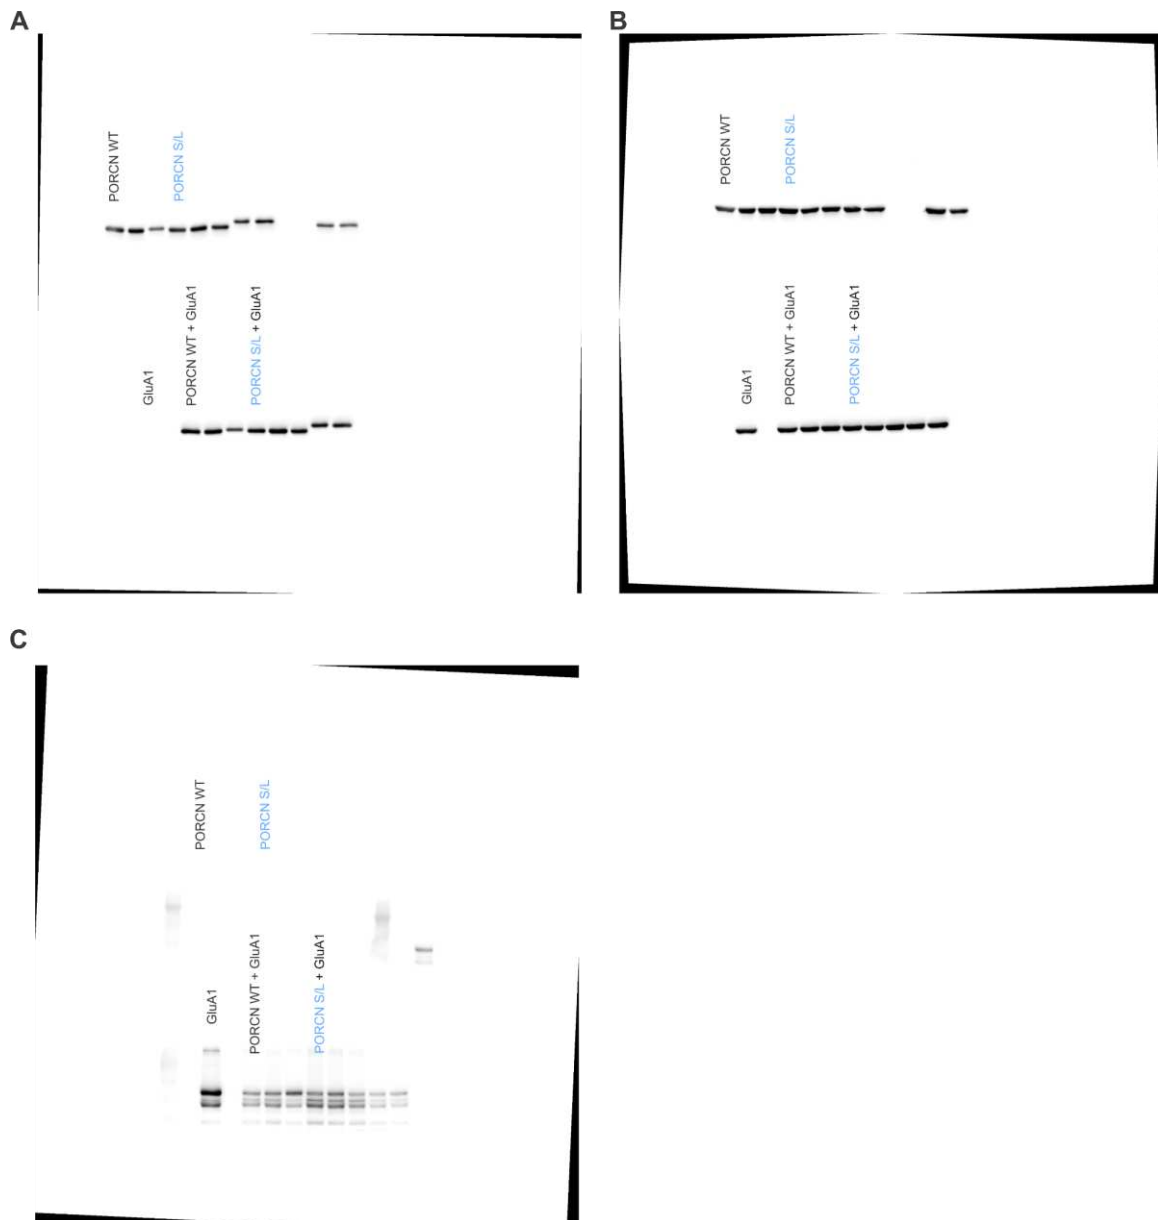 A
B
PORCN WT
PORCN S/L
PORCN WT
PORCN S/L
GluA1
PORCN WT + GluA1
PORCN S/L + GluA1
GluA1
PORCN WT + GluA1
PORCN S/L + GluA1
C
PORCN WT
PORCN S/L
GluA1
PORCN WT + GluA1
PORCN S/L + GluA1